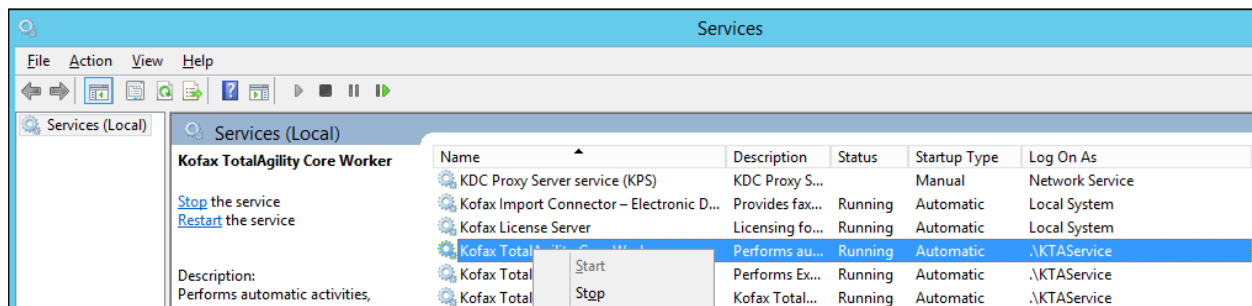 Services
File Action View Help
Services (Local)
Services (Local)
Kofax TotalAgility Core Worker
Stop the service
Restart the service
Description:
Performs automatic activities,
Name Description Status Startup Type Log On As
KDC Proxy Server service (KPS) KDC Proxy S... Manual Network Service
Kofax Import Connector – Electronic D... Provides fax... Running Automatic Local System
Kofax License Server Licensing fo... Running Automatic Local System
Kofax TotalAgility Core Worker Performs au... Running Automatic .\KTAService
Kofax Total Performs Ex... Running Automatic .\KTAService
Kofax Total Kofax Total... Running Automatic .\KTAService
Start
Stop